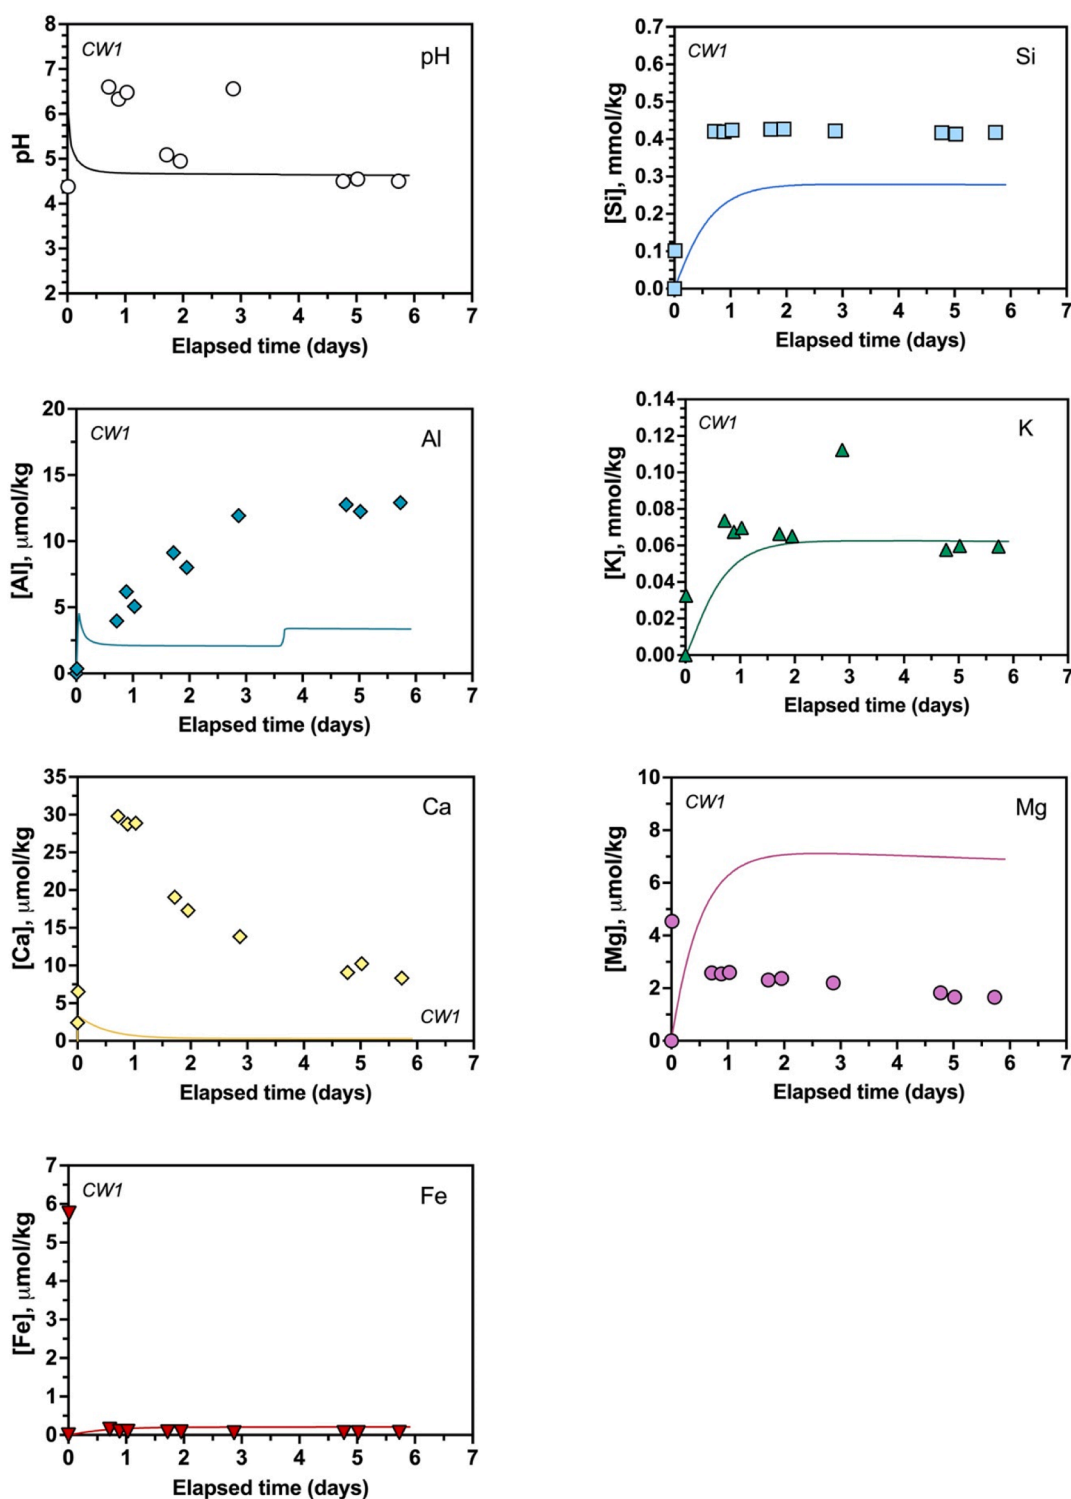 CW1
pH
8
7
6
5
4
3
2
pH
0 1 2 3 4 5 6 7
Elapsed time (days)
CW1
Si
0.7
0.6
0.5
0.4
0.3
0.2
0.1
0.0
[Si], mmol/kg
0 1 2 3 4 5 6 7
Elapsed time (days)
CW1
Al
20
15
10
5
0
[Al], μmol/kg
0 1 2 3 4 5 6 7
Elapsed time (days)
CW1
K
0.14
0.12
0.10
0.08
0.06
0.04
0.02
0.00
[K], mmol/kg
0 1 2 3 4 5 6 7
Elapsed time (days)
Ca
35
30
25
20
15
10
5
0
[Ca], μmol/kg
CW1
0 1 2 3 4 5 6 7
Elapsed time (days)
CW1
Mg
10
8
6
4
2
0
[Mg], μmol/kg
0 1 2 3 4 5 6 7
Elapsed time (days)
CW1
Fe
7
6
5
4
3
2
1
0
[Fe], μmol/kg
0 1 2 3 4 5 6 7
Elapsed time (days)